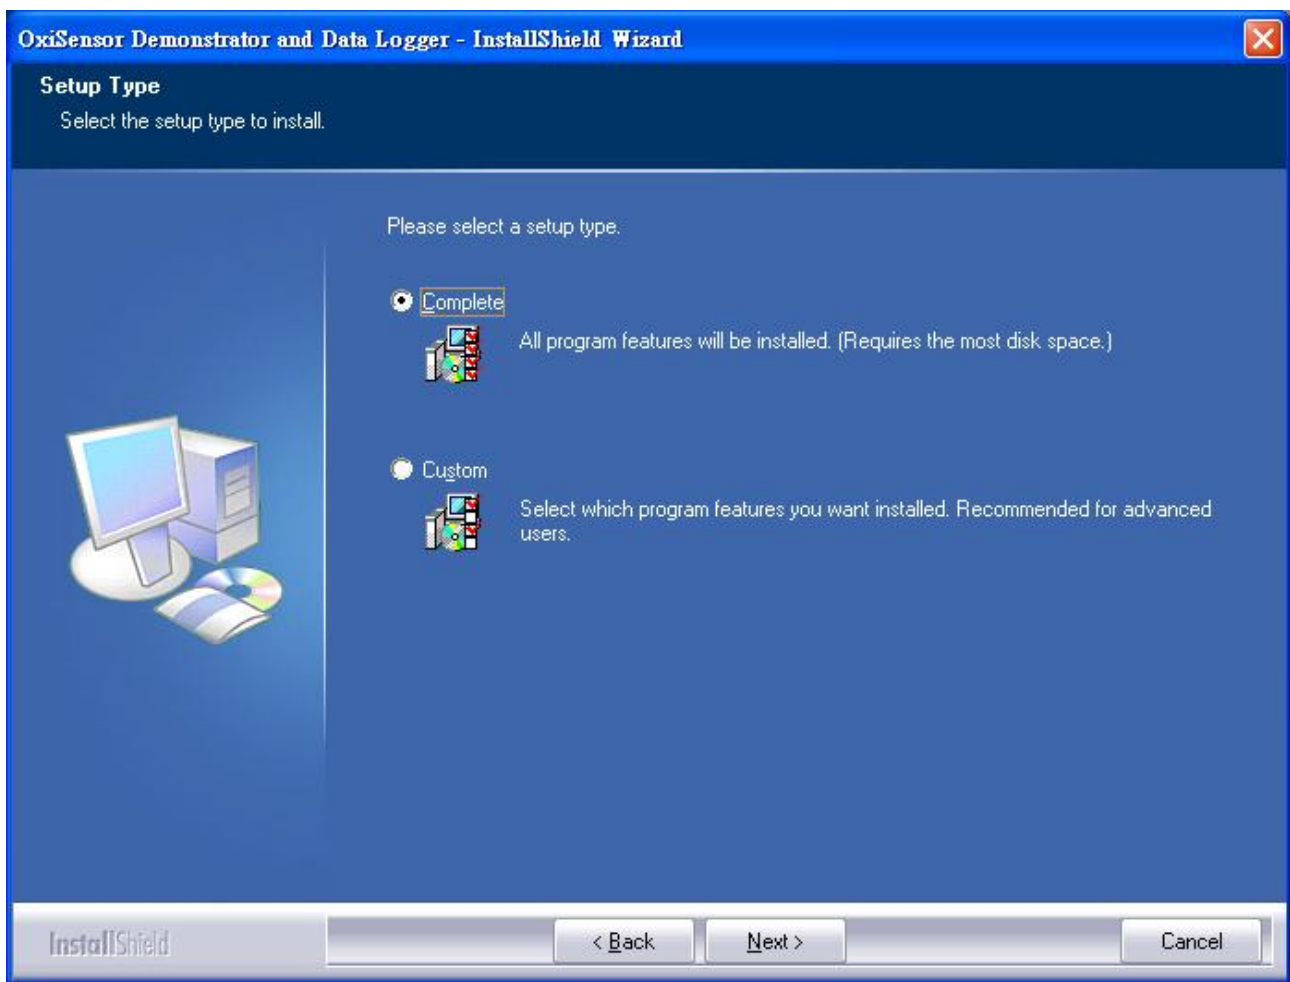 OxiSensor Demonstrator and Data Logger - InstallShield Wizard
Setup Type
Select the setup type to install.
Please select a setup type.
Complete
All program features will be installed. (Requires the most disk space.)
Custom
Select which program features you want installed. Recommended for advanced
users.
InstallShield
< Back
Next >
Cancel